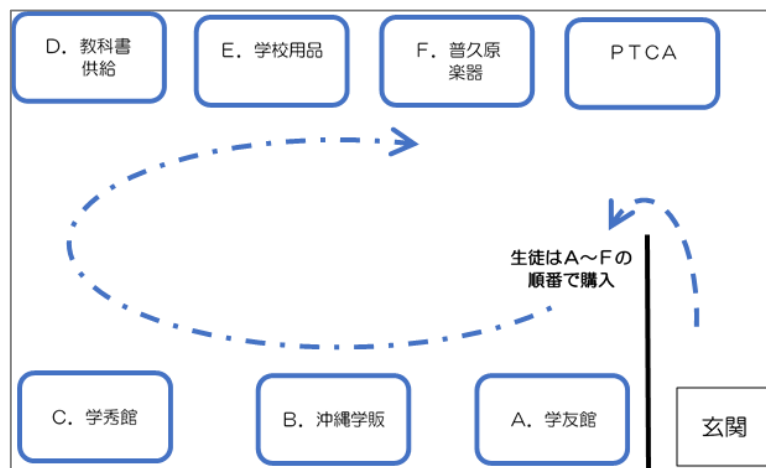 D．教科書
供給
E．学校用品
F．普久原
楽器
ＰＴＣＡ
生徒はＡ～Ｆの
順番で購入
C．学秀館
B．沖縄学販
A．学友館
玄関